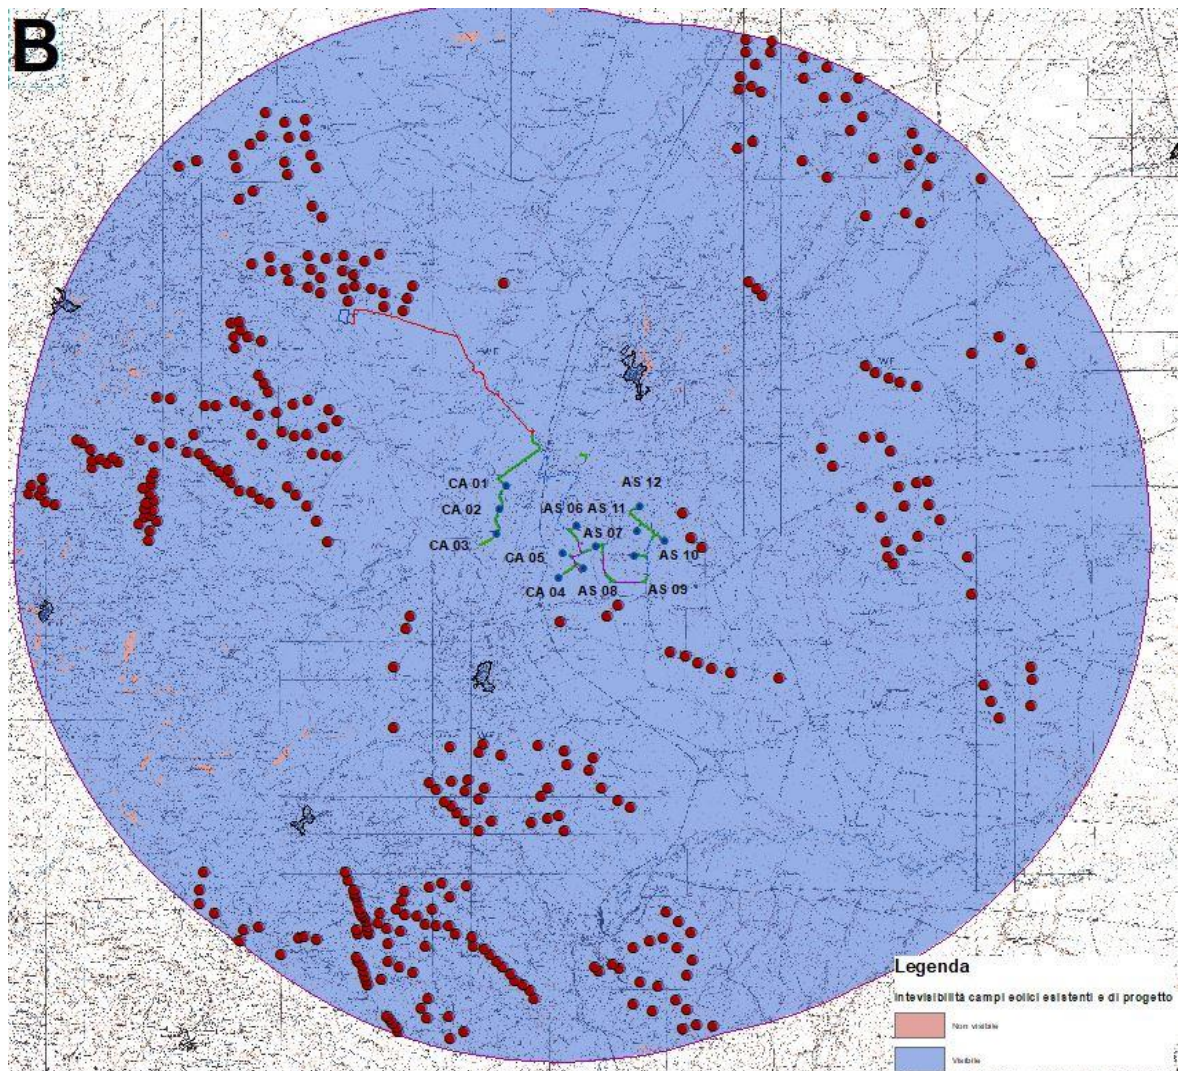 B
CA 01
AS 12
CA 02
AS 06 AS 11
AS 07
CA 03
CA 05
AS 10
CA 04
AS 08
AS 09
Legenda
Intevisibilità campi eolici esistenti e di progetto
Non visibile
Visibile